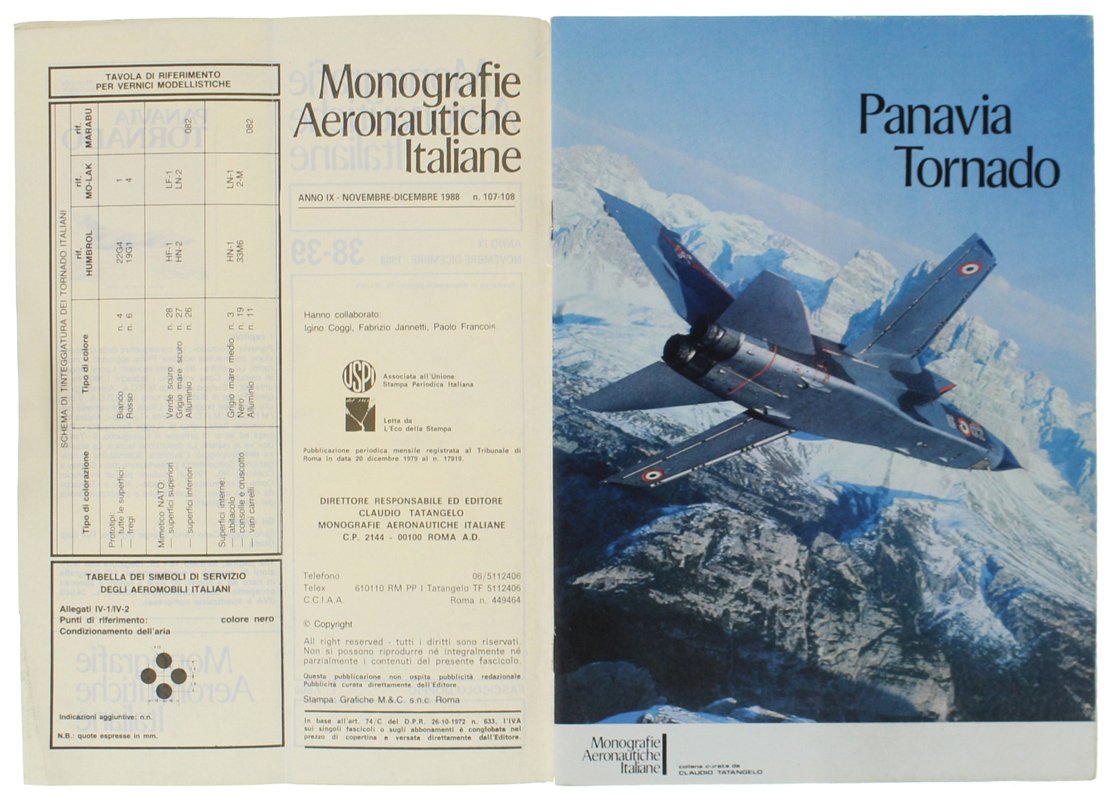 TAVOLA DI RIFERIMENTO
PER VERNICI MODELLISTICHE
SCHEMA DI TINTEGGIATURA DEI TORNADO ITALIANI
Tipo di colorazione Tipo di colore rif. HUMBROL rif. MO-LAK rif. MARABU
Prototipi:
— tutte le superfici: Bianco n. 4 22G4 1
— fregi Rosso n. 6 19G1 4
Mimetico NATO:
— superfici superiori Verde scuro n. 28 HF-1 LF-1
Grigio mare scuro n. 27 HN-2 LN-2
— superfici inferiori Alluminio n. 26 082
Superfici interne:
— abitacolo Grigio mare medio n. 3 HN-1 LN-1
— consolle e cruscotto Nero n. 19 33M6 2-M
— vani carrelli Alluminio n. 11 082
TABELLA DEI SIMBOLI DI SERVIZIO
DEGLI AEROMOBILI ITALIANI
Allegati IV-1/IV-2
Punti di riferimento: colore nero
Condizionamento dell'aria
Indicazioni aggiuntive: n.n.
N.B.: quote espresse in mm.
Monografie
Aeronautiche
Italiane
ANNO IX - NOVEMBRE-DICEMBRE 1988 n. 107-108
Hanno collaborato:
Igino Coggi, Fabrizio Jannetti, Paolo Francois.
USPI
Associata all'Unione
Stampa Periodica Italiana
Letta da
L'Eco della Stampa
Pubblicazione periodica mensile registrata al Tribunale di
Roma in data 20 dicembre 1979 al n. 17919.
DIRETTORE RESPONSABILE ED EDITORE
CLAUDIO TATANGELO
MONOGRAFIE AERONAUTICHE ITALIANE
C.P. 2144 - 00100 ROMA A.D.
Telefono 06/5112406
Telex 610110 RM PP I Tatangelo TF 5112406
C.C.I.A.A. Roma n. 449464
© Copyright
All right reserved - tutti i diritti sono riservati.
Non si possono riprodurre né integralmente né
parzialmente i contenuti del presente fascicolo.
Questa pubblicazione non ospita pubblicità redazionale
Pubblicità curata direttamente dell'Editore.
Stampa: Grafiche M.&C. s.n.c. Roma
In base all'art. 74/C del D.P.R. 26-10-1972 n. 633, l'IVA
sui singoli fascicoli o sugli abbonamenti è conglobata nel
prezzo di copertina e versata direttamente dall'Editore.
Panavia
Tornado
Monografie
Aeronautiche
Italiane
collana curata da
CLAUDIO TATANGELO